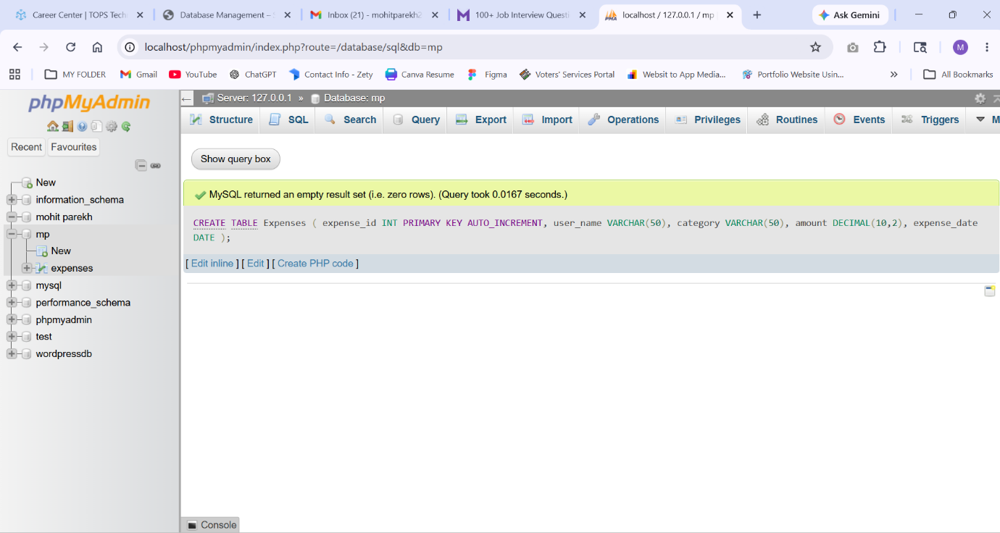 Career Center | TOPS Tech
Database Management –
Inbox (21) - mohitparekh2
100+ Job Interview Questi
localhost / 127.0.0.1 / mp
Ask Gemini
localhost/phpmyadmin/index.php?route=/database/sql&db=mp
M
MY FOLDER
Gmail
YouTube
ChatGPT
Contact Info - Zety
Canva Resume
Figma
Voters' Services Portal
Websit to App Media...
Portfolio Website Usin...
»
All Bookmarks
phpMyAdmin
Recent
Favourites
New
information_schema
mohit parekh
mp
New
expenses
mysql
performance_schema
phpmyadmin
test
wordpressdb
Server: 127.0.0.1 » Database: mp
Structure
SQL
Search
Query
Export
Import
Operations
Privileges
Routines
Events
Triggers
M
Show query box
MySQL returned an empty result set (i.e. zero rows). (Query took 0.0167 seconds.)
CREATE TABLE Expenses ( expense_id INT PRIMARY KEY AUTO_INCREMENT, user_name VARCHAR(50), category VARCHAR(50), amount DECIMAL(10,2), expense_date
DATE );
[ Edit inline ] [ Edit ] [ Create PHP code ]
Console